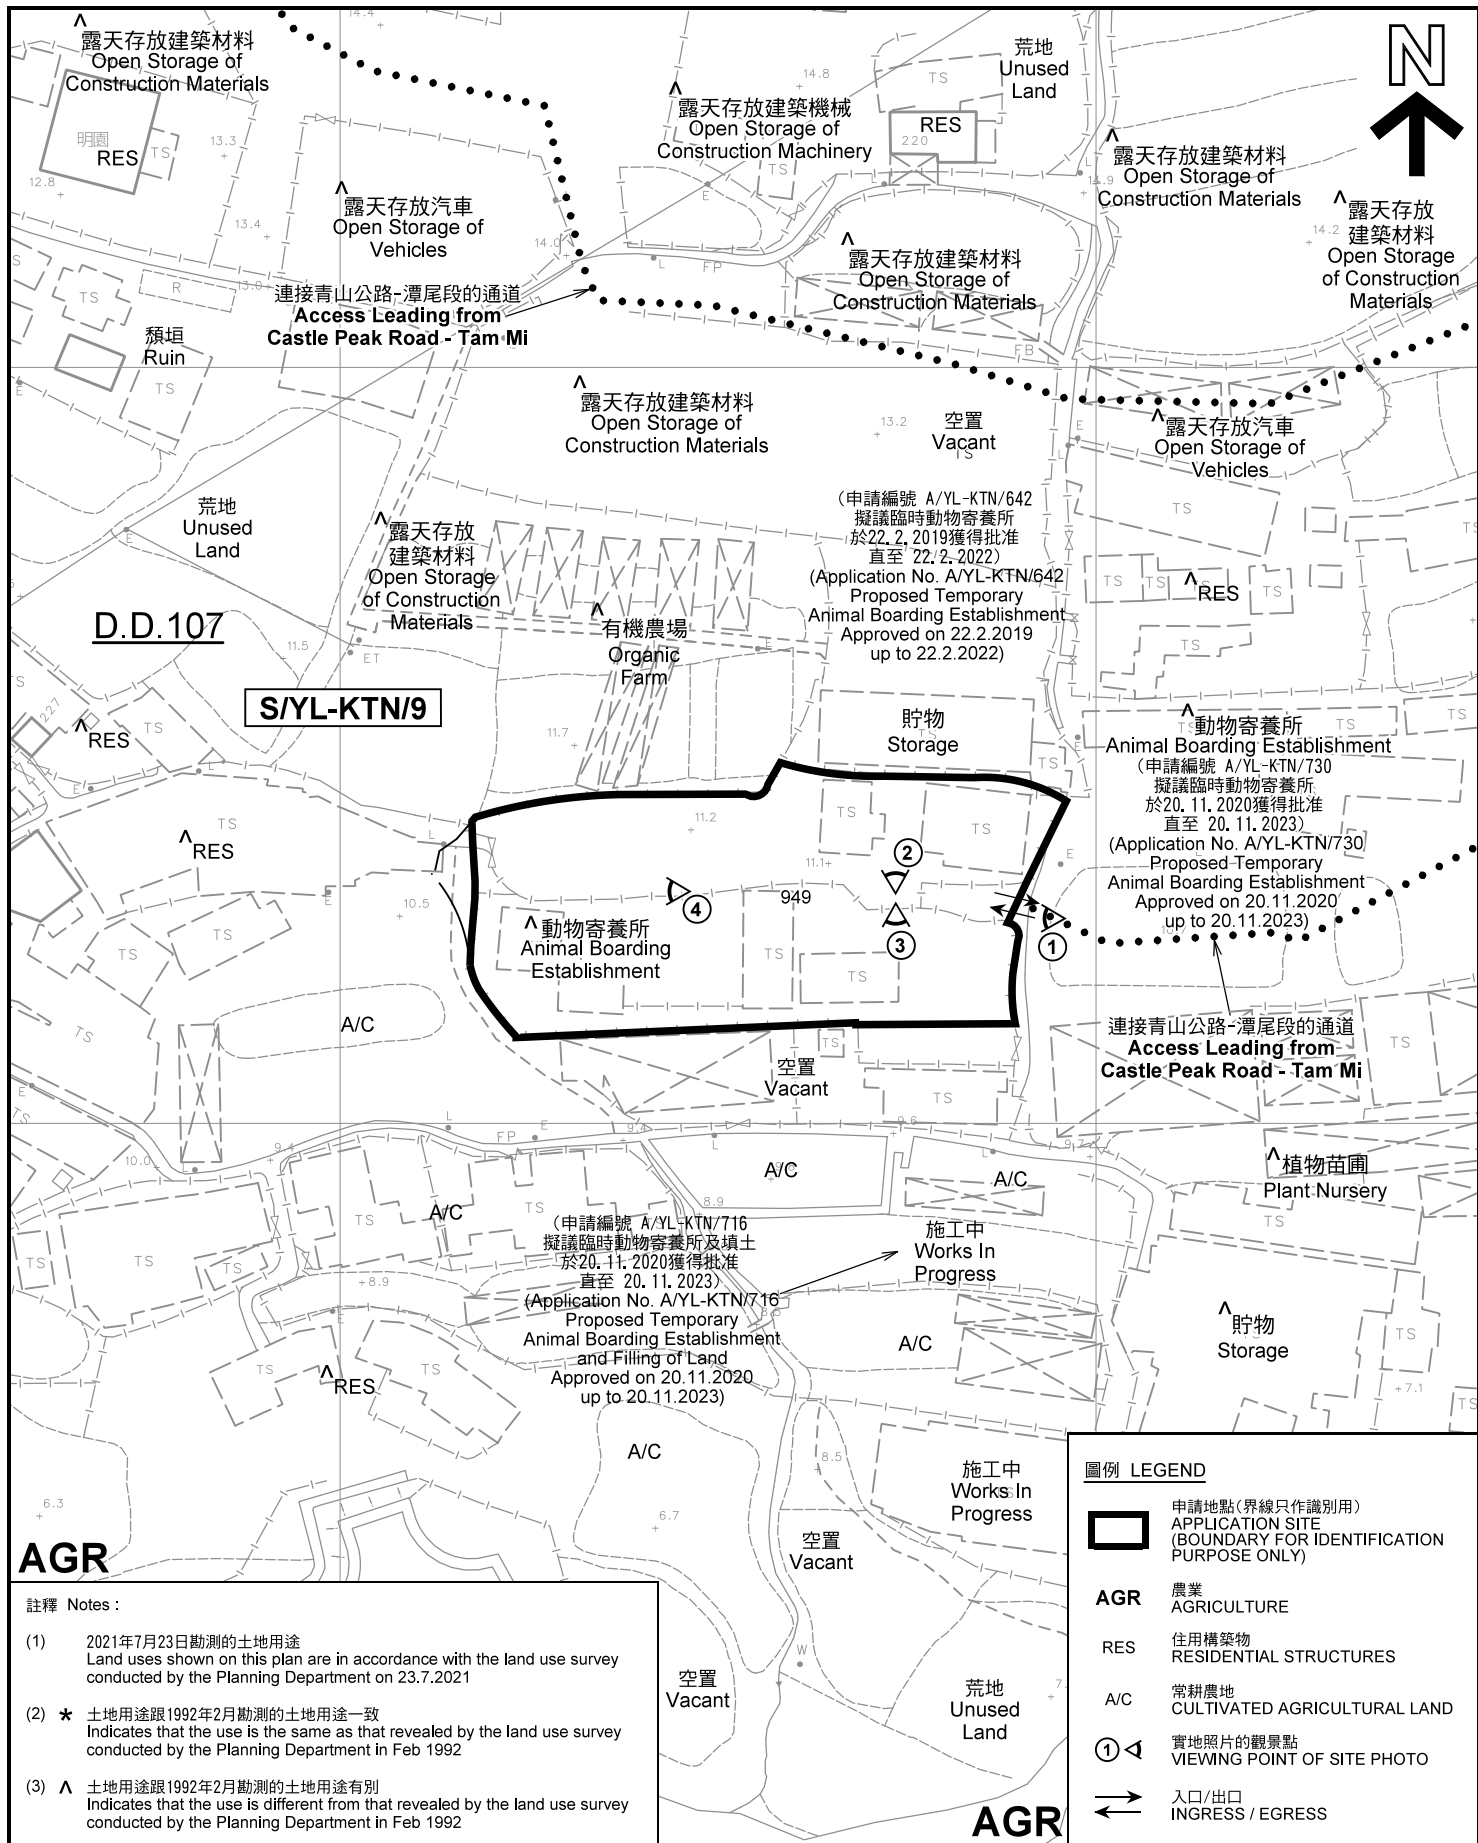 ^
露天存放建築材料
Open Storage of
Construction Materials
14.4
明園
RES
TS
13.3
12.8
^
露天存放汽車
Open Storage of
Vehicles
13.4
14.0
14.8
^
露天存放建築機械
Open Storage of
Construction Machinery
TS
E
荒地
Unused
Land
TS
RES
220
N
^
露天存放建築材料
Open Storage of
Construction Materials
L
14.9
^
露天存放
建築材料
Open Storage
of Construction
Materials
14.2
^
露天存放建築材料
Open Storage of
Construction Materials
L
FP
FB
TS
TS
R
13.0
連接青山公路-潭尾段的通道
Access Leading from
Castle Peak Road - Tam Mi
頹垣
Ruin
TS
E
^
露天存放建築材料
Open Storage of
Construction Materials
13.2
空置
Vacant
TS
^
露天存放汽車
Open Storage of
Vehicles
E
L
荒地
Unused
Land
E
^
露天存放
建築材料
Open Storage
of Construction
Materials
(申請編號 A/YL-KTN/642
擬議臨時動物寄養所
於22.2.2019獲得批准
直至 22.2.2022)
(Application No. A/YL-KTN/642
Proposed Temporary
Animal Boarding Establishment
Approved on 22.2.2019
up to 22.2.2022)
TS
TS
TS
TS
^
RES
TS
TS
D.D.107
11.5
ET
^
有機農場
Organic
Farm
E
S/YL-KTN/9
227
^
RES
TS
TS
L
E
11.7
貯物
Storage
TS
TS
E
^
動物寄養所
Animal Boarding Establishment
(申請編號 A/YL-KTN/730
擬議臨時動物寄養所
於20.11.2020獲得批准
直至 20.11.2023)
(Application No. A/YL-KTN/730
Proposed Temporary
Animal Boarding Establishment
Approved on 20.11.2020
up to 20.11.2023)
TS
TS
TS
TS
^
RES
L
E
10.5
11.2
11.1
TS
TS
2
949
4
3
1
E
^
動物寄養所
Animal Boarding
Establishment
TS
TS
TS
TS
TS
A/C
空置
Vacant
TS
TS
連接青山公路-潭尾段的通道
Access Leading from
Castle Peak Road - Tam Mi
TS
E
TS
L
FP
E
9.4
9.4
L
9.6
9.7
10.0
L
A/C
L
A/C
^
植物苗圃
Plant Nursery
TS
8.9
TS
TS
TS
TS
A/C
TS
TS
8.9
E
(申請編號 A/YL-KTN/716
擬議臨時動物寄養所及填土
於20.11.2020獲得批准
直至 20.11.2023)
(Application No. A/YL-KTN/716
Proposed Temporary
Animal Boarding Establishment
and Filling of Land
Approved on 20.11.2020
up to 20.11.2023)
施工中
Works In
Progress
A/C
^
貯物
Storage
TS
7.1
TS
TS
^
RES
TS
A/C
8.5
施工中
Works In
Progress
6.3
6.7
空置
Vacant
空置
Vacant
W
荒地
Unused
Land
AGR
AGR
註釋 Notes :
(1) 2021年7月23日勘測的土地用途
Land uses shown on this plan are in accordance with the land use survey
conducted by the Planning Department on 23.7.2021
(2) * 土地用途跟1992年2月勘測的土地用途一致
Indicates that the use is the same as that revealed by the land use survey
conducted by the Planning Department in Feb 1992
(3) ^ 土地用途跟1992年2月勘測的土地用途有別
Indicates that the use is different from that revealed by the land use survey
conducted by the Planning Department in Feb 1992
圖例 LEGEND
申請地點(界線只作識別用)
APPLICATION SITE
(BOUNDARY FOR IDENTIFICATION
PURPOSE ONLY)
AGR 農業
AGRICULTURE
RES 住用構築物
RESIDENTIAL STRUCTURES
A/C 常耕農地
CULTIVATED AGRICULTURAL LAND
1 實地照片的觀景點
VIEWING POINT OF SITE PHOTO
入口/出口
INGRESS / EGRESS